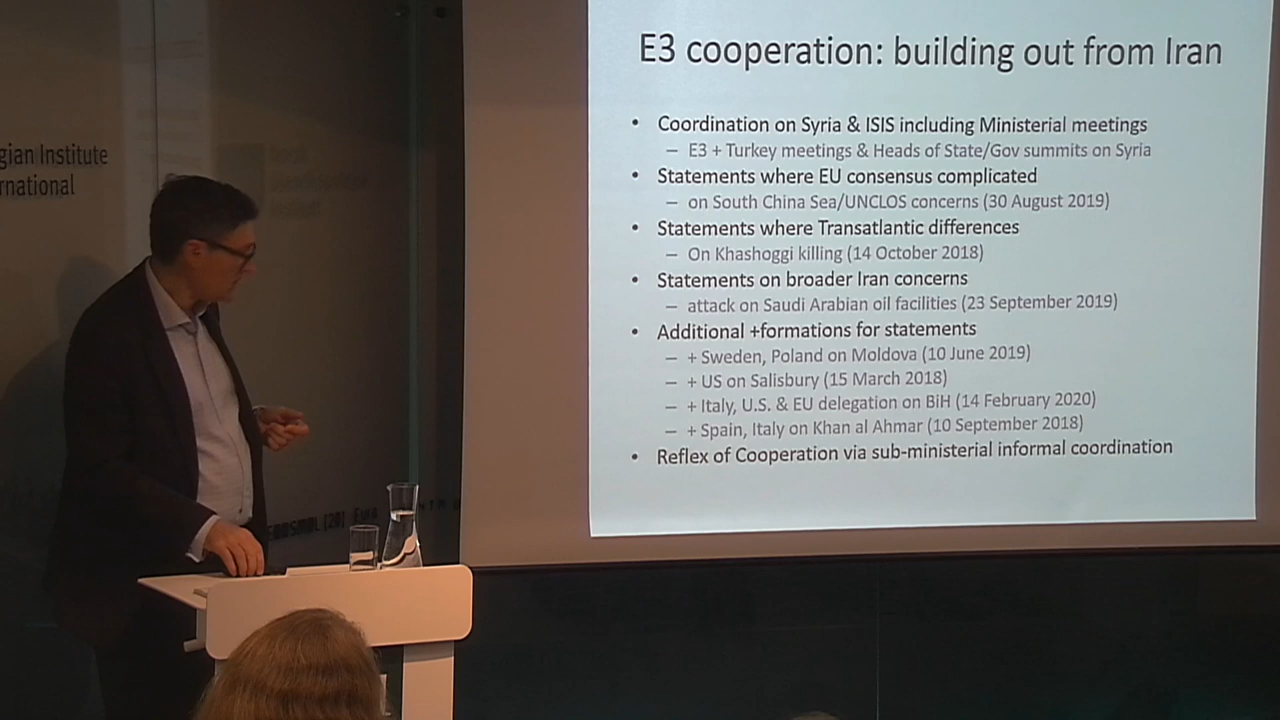 gian Institute
rnational
E3 cooperation: building out from Iran
• Coordination on Syria & ISIS including Ministerial meetings
– E3 + Turkey meetings & Heads of State/Gov summits on Syria
• Statements where EU consensus complicated
– on South China Sea/UNCLOS concerns (30 August 2019)
• Statements where Transatlantic differences
– On Khashoggi killing (14 October 2018)
• Statements on broader Iran concerns
– attack on Saudi Arabian oil facilities (23 September 2019)
• Additional +formations for statements
– + Sweden, Poland on Moldova (10 June 2019)
– + US on Salisbury (15 March 2018)
– + Italy, U.S. & EU delegation on BiH (14 February 2020)
– + Spain, Italy on Khan al Ahmar (10 September 2018)
• Reflex of Cooperation via sub-ministerial informal coordination